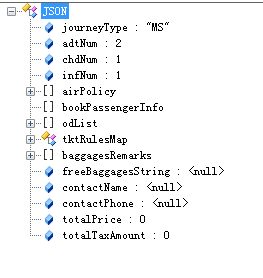 JSON
journeyType : "MS"
adtNum : 2
chdNum : 1
infNum : 1
[] airPolicy
[] bookPassengerInfo
[] odList
tktRulesMap
[] baggagesRemarks
freeBaggagesString : <null>
contactName : <null>
contactPhone : <null>
totalPrice : 0
totalTaxAmount : 0